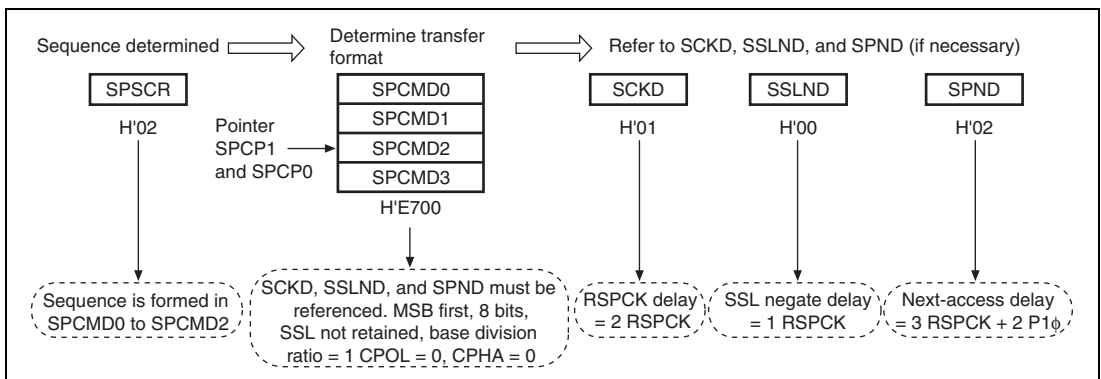 Sequence determined
Determine transfer
format
Refer to SCKD, SSLND, and SPND (if necessary)
SPSCR
H'02
Pointer
SPCP1
and SPCP0
SPCMD0
SPCMD1
SPCMD2
SPCMD3
H'E700
SCKD
H'01
SSLND
H'00
SPND
H'02
Sequence is formed in
SPCMD0 to SPCMD2
SCKD, SSLND, and SPND must be
referenced. MSB first, 8 bits,
SSL not retained, base division
ratio = 1 CPOL = 0, CPHA = 0
RSPCK delay
= 2 RSPCK
SSL negate delay
= 1 RSPCK
Next-access delay
= 3 RSPCK + 2 P1ϕ